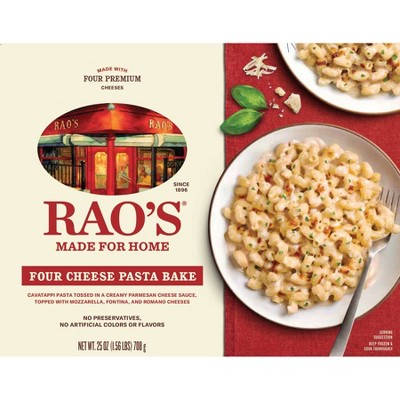 MADE WITH
FOUR PREMIUM
CHEESES
RAO'S RAO'S
SINCE
1896
RAO'S®
MADE FOR HOME
FOUR CHEESE PASTA BAKE
CAVATAPPI PASTA TOSSED IN A CREAMY PARMESAN CHEESE SAUCE,
TOPPED WITH MOZZARELLA, FONTINA, AND ROMANO CHEESES
NO PRESERVATIVES,
NO ARTIFICIAL COLORS OR FLAVORS
NET WT. 25 OZ (1.56 LBS) 708 g
SERVING
SUGGESTION
KEEP FROZEN &
COOK THOROUGHLY